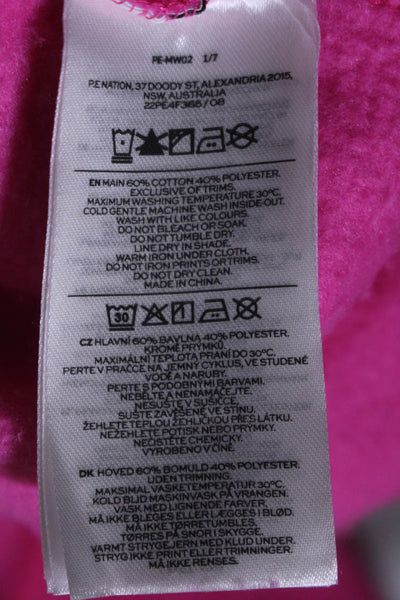 PE-MW02 1/7
P.E NATION, 37 DOODY ST, ALEXANDRIA 2015,
NSW, AUSTRALIA
22PE4F365 / 08
EN MAIN 60% COTTON 40% POLYESTER.
EXCLUSIVE OF TRIMS.
MAXIMUM WASHING TEMPERATURE 30°C.
COLD GENTLE MACHINE WASH INSIDE-OUT.
WASH WITH LIKE COLOURS.
DO NOT BLEACH OR SOAK.
DO NOT TUMBLE DRY.
LINE DRY IN SHADE.
WARM IRON UNDER CLOTH.
DO NOT IRON PRINTS OR TRIMS.
DO NOT DRY CLEAN.
MADE IN CHINA.
30
CZ HLAVNÍ 60% BAVLNA 40% POLYESTER.
KROMĚ PRÝMKŮ.
MAXIMÁLNÍ TEPLOTA PRANÍ DO 30°C.
PERTE V PRAČCE NA JEMNÝ CYKLUS, VE STUDENÉ
VODĚ A NARUBY.
PERTE S PODOBNÝMI BARVAMI.
NEBĚLTE A NENAMÁČEJTE.
NESUŠTE V SUŠIČCE.
SUŠTE ZAVĚŠENÉ VE STÍNU.
ŽEHLETE TEPLOU ŽEHLIČKOU PŘES LÁTKU.
NEŽEHLETE POTISK NEBO PRÝMKY.
NEČISTĚTE CHEMICKY.
VYROBENO V ČÍNĚ.
DK HOVED 60% BOMULD 40% POLYESTER.
UDEN TRIMNING.
MAKSIMAL VASKETEMPERATUR 30°C.
KOLD BLID MASKINVASK PÅ VRANGEN.
VASK MED LIGNENDE FARVER.
MÅ IKKE BLEGES ELLER LÆGGES I BLØD.
MÅ IKKE TØRRETUMBLES.
TØRRES PÅ SNOR I SKYGGE.
VARMT STRYGEJERN MED KLUD UNDER.
STRYG IKKE PRINT ELLER TRIMNINGER.
MÅ IKKE RENSES.